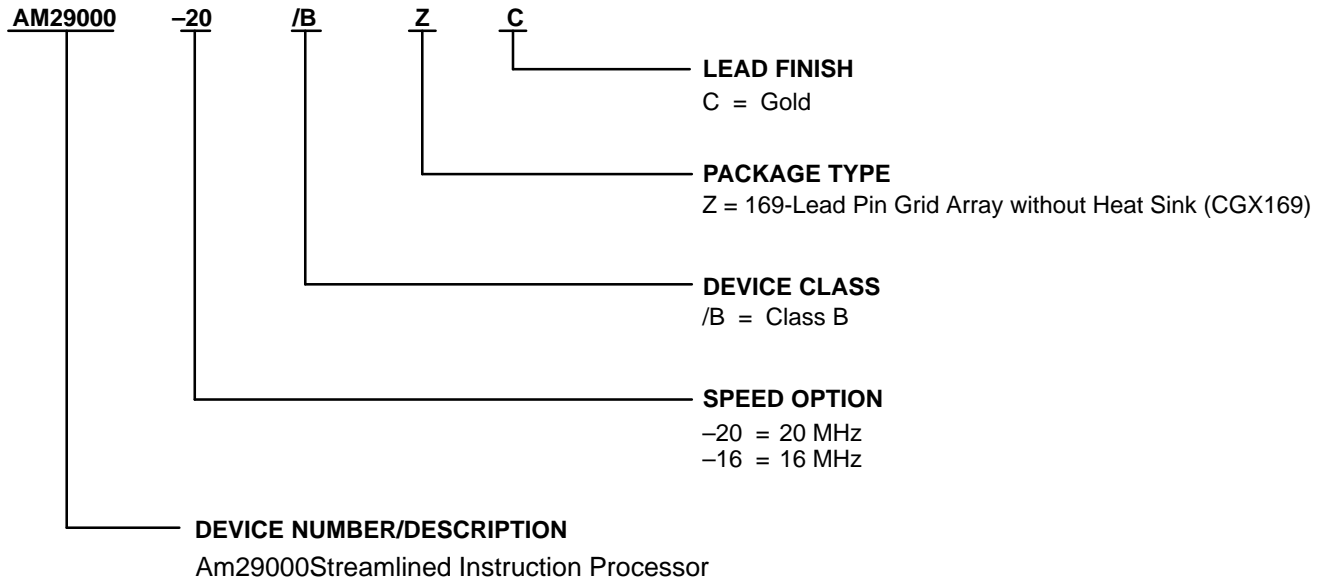 AM29000 –20 /B Z C
LEAD FINISH
C = Gold
PACKAGE TYPE
Z = 169-Lead Pin Grid Array without Heat Sink (CGX169)
DEVICE CLASS
/B = Class B
SPEED OPTION
–20 = 20 MHz
–16 = 16 MHz
DEVICE NUMBER/DESCRIPTION
Am29000Streamlined Instruction Processor